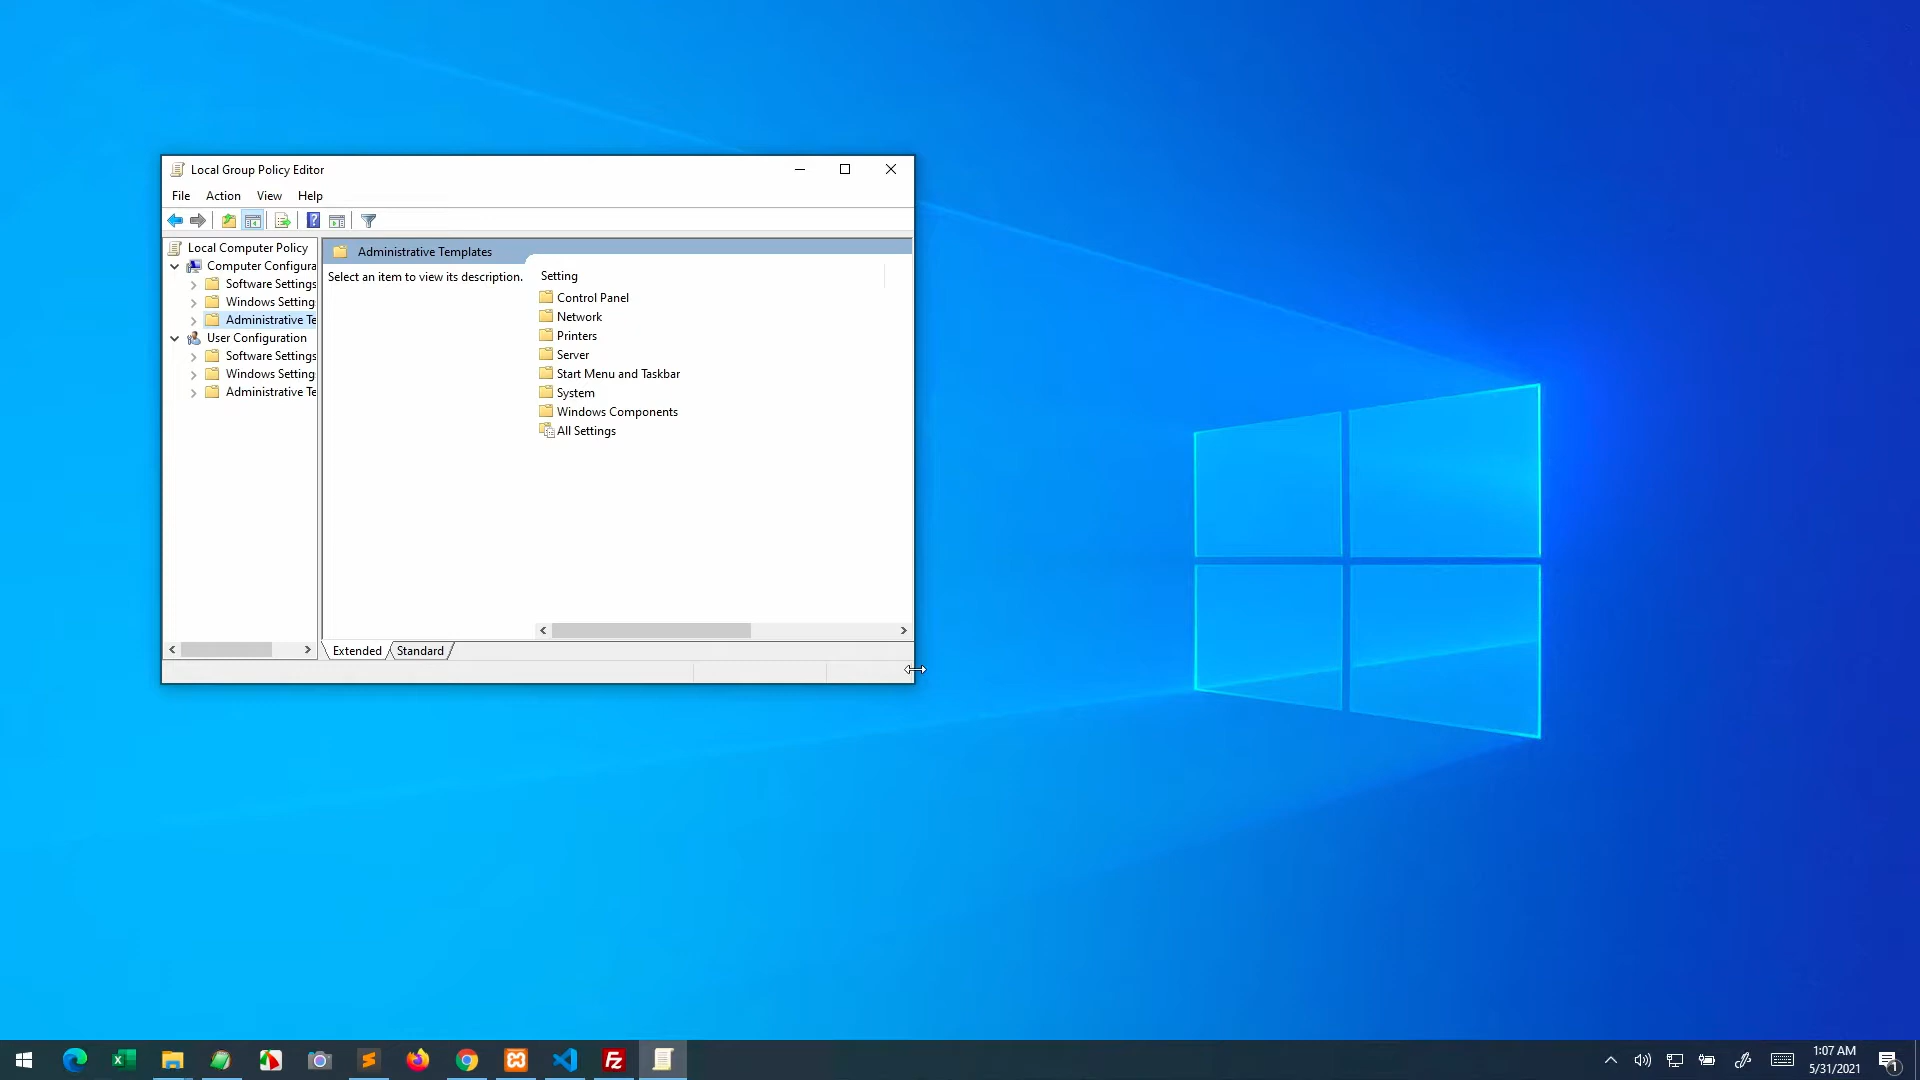 Local Group Policy Editor
File Action View Help
Local Computer Policy
Computer Configura
Software Settings
Windows Setting
Administrative Te
User Configuration
Software Settings
Windows Setting
Administrative Te
Administrative Templates
Select an item to view its description.
Setting
Control Panel
Network
Printers
Server
Start Menu and Taskbar
System
Windows Components
All Settings
Extended Standard
1:07 AM
5/31/2021
1